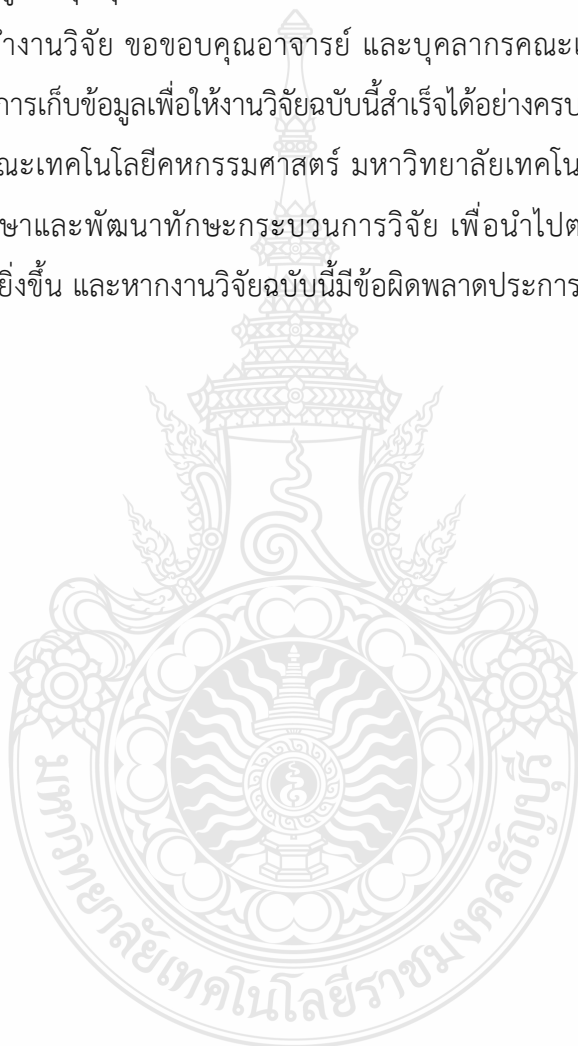 ทำงานวิจัย ขอขอบคุณอาจารย์ และบุคลากรคณะ
การเก็บข้อมูลเพื่อให้งานวิจัยฉบับนี้สำเร็จได้อย่างครบ
คณะเทคโนโลยีคหกรรมศาสตร์ มหาวิทยาลัยเทคโน
ษาและพัฒนาทักษะกระบวนการวิจัย เพื่อนำไปต
ยิ่งขึ้น และหากงานวิจัยฉบับนี้มีข้อผิดพลาดประการ
มหาวิทยาลัยเทคโนโลยีราชมงคลธัญบุรี